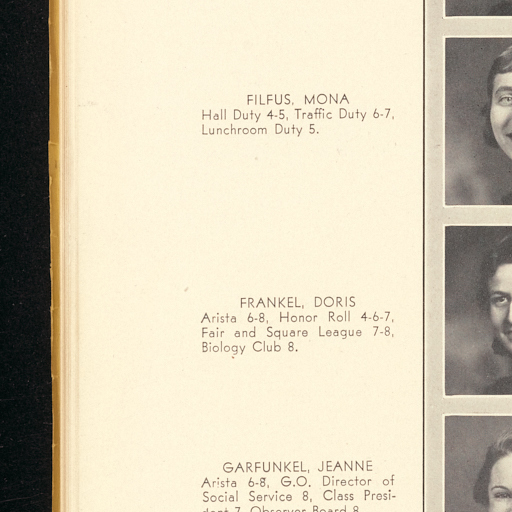 FILFUS, MONA
Hall Duty 4-5, Traffic Duty 6-7,
Lunchroom Duty 5.
FRANKEL, DORIS
Arista 6-8, Honor Roll 4-6-7,
Fair and Square League 7-8,
Biology Club 8.
GARFUNKEL, JEANNE
Arista 6-8, G.O. Director of
Social Service 8, Class Presi-
dent 7, Observer Board 8